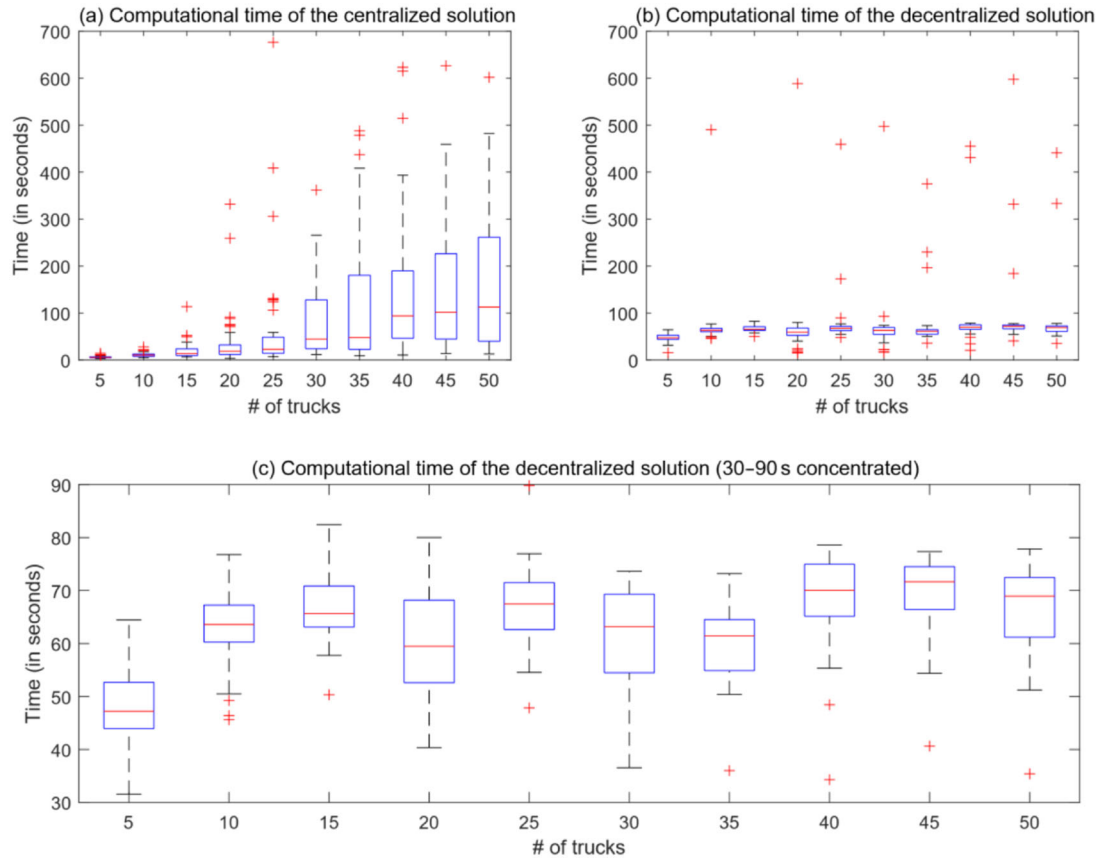 (a) Computational time of the centralized solution
700
600
500
400
300
200
100
0
Time (in seconds)
5 10 15 20 25 30 35 40 45 50
# of trucks
(b) Computational time of the decentralized solution
700
600
500
400
300
200
100
0
Time (in seconds)
5 10 15 20 25 30 35 40 45 50
# of trucks
(c) Computational time of the decentralized solution (30–90 s concentrated)
90
80
70
60
50
40
30
Time (in seconds)
5 10 15 20 25 30 35 40 45 50
# of trucks